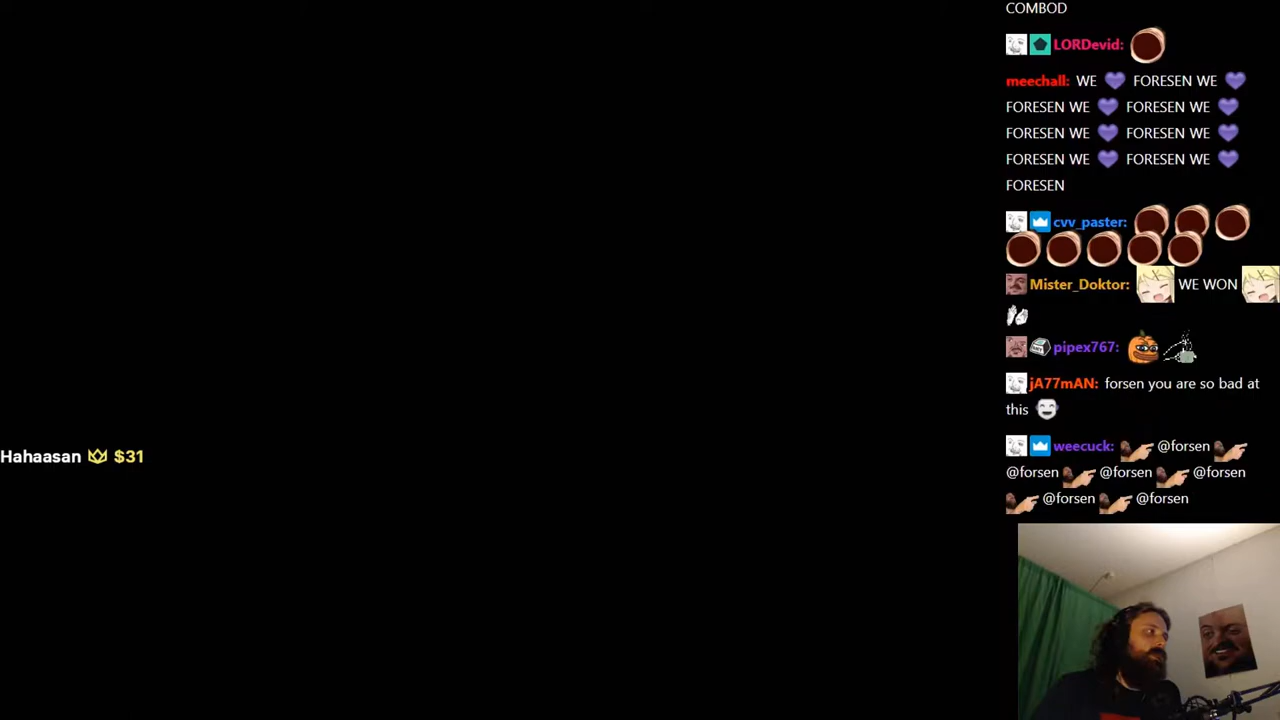 COMBOD
LORDevid:
meechall: WE FORESEN WE
FORESEN WE FORESEN WE
FORESEN WE FORESEN WE
FORESEN WE FORESEN WE
FORESEN
cvv_paster:
Mister_Doktor: WE WON
pipex767:
jA77mAN: forsen you are so bad at
this
weecuck: @forsen
@forsen @forsen @forsen
@forsen @forsen
Hahaasan $31